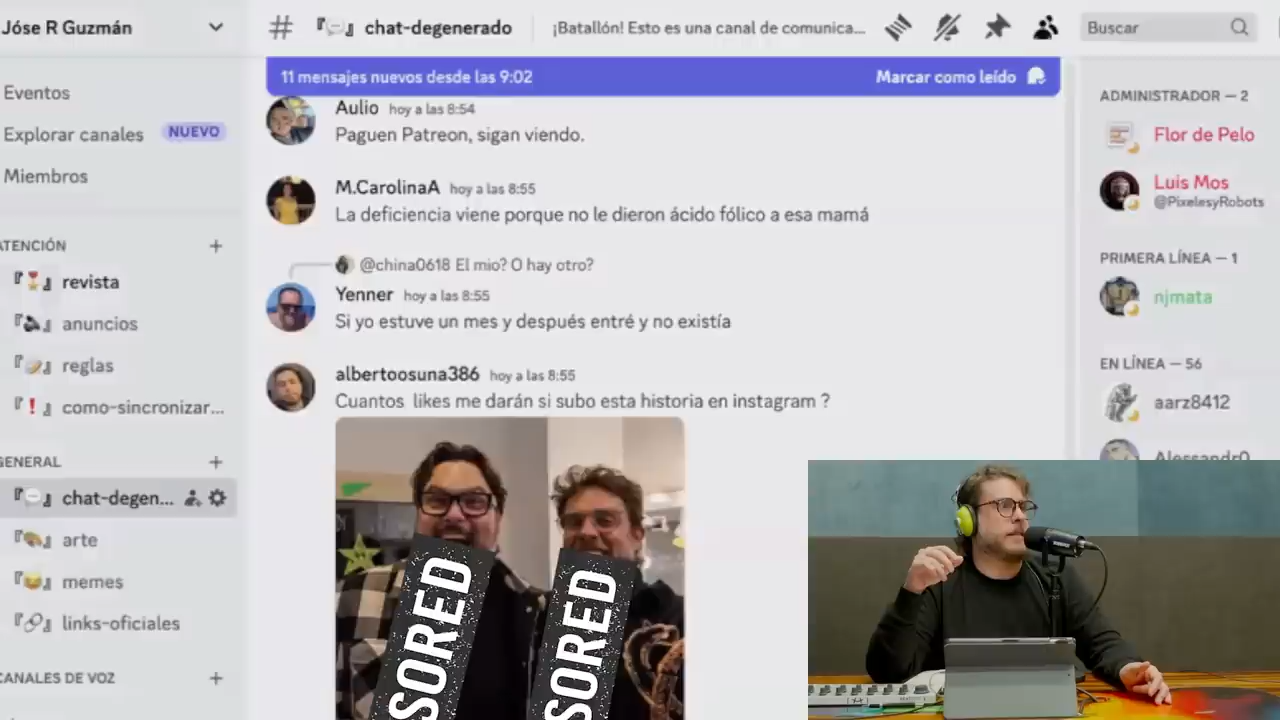 Jóse R Guzmán
chat-degenerado
¡Batallón! Esto es una canal de comunica...
Buscar
11 mensajes nuevos desde las 9:02
Marcar como leído
Eventos
Explorar canales NUEVO
Miembros
ATENCIÓN
revista
anuncios
reglas
como-sincronizar...
GENERAL
chat-degen...
arte
memes
links-oficiales
CANALES DE VOZ
Aulio hoy a las 8:54
Paguen Patreon, sigan viendo.
M.CarolinaA hoy a las 8:55
La deficiencia viene porque no le dieron ácido fólico a esa mamá
@china0618 El mio? O hay otro?
Yenner hoy a las 8:55
Si yo estuve un mes y después entré y no existía
albertoosuna386 hoy a las 8:55
Cuantos likes me darán si subo esta historia en instagram ?
SORED
SORED
ADMINISTRADOR — 2
Flor de Pelo
Luis Mos
@PixelesyRobots
PRIMERA LÍNEA — 1
njmata
EN LÍNEA — 56
aarz8412
Alessandr0